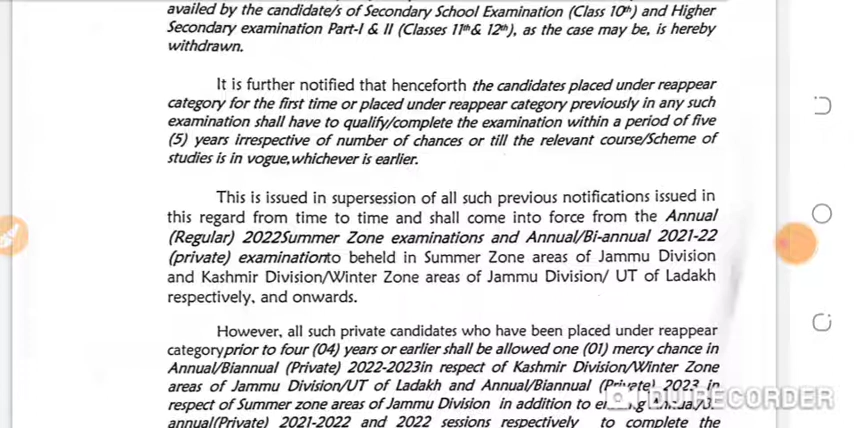 availed by the candidate/s of Secondary School Examination (Class 10th) and Higher
Secondary examination Part-I & II (Classes 11th & 12th), as the case may be, is hereby
withdrawn.
It is further notified that henceforth the candidates placed under reappear
category for the first time or placed under reappear category previously in any such
examination shall have to qualify/complete the examination within a period of five
(5) years irrespective of number of chances or till the relevant course/Scheme of
studies is in vogue,whichever is earlier.
This is issued in supersession of all such previous notifications issued in
this regard from time to time and shall come into force from the Annual
(Regular) 2022Summer Zone examinations and Annual/Bi-annual 2021-22
(private) examinationto beheld in Summer Zone areas of Jammu Division
and Kashmir Division/Winter Zone areas of Jammu Division/ UT of Ladakh
respectively, and onwards.
However, all such private candidates who have been placed under reappear
categoryprior to four (04) years or earlier shall be allowed one (01) mercy chance in
Annual/Biannual (Private) 2022-2023in respect of Kashmir Division/Winter Zone
areas of Jammu Division/UT of Ladakh and Annual/Biannual (Private) 2023 in
respect of Summer zone areas of Jammu Division in addition to
annual(Private) 2021-2022 and 2022 sessions respectively to complete the
DU RECORDER